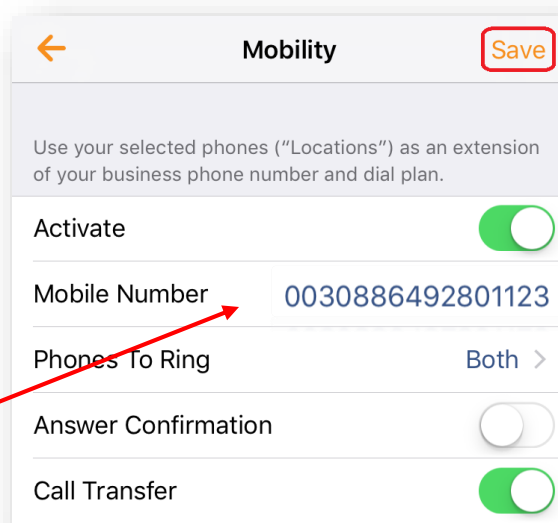 Mobility
Save
Use your selected phones (“Locations”) as an extension
of your business phone number and dial plan.
Activate
Mobile Number 0030886492801123
Phones To Ring Both
Answer Confirmation
Call Transfer